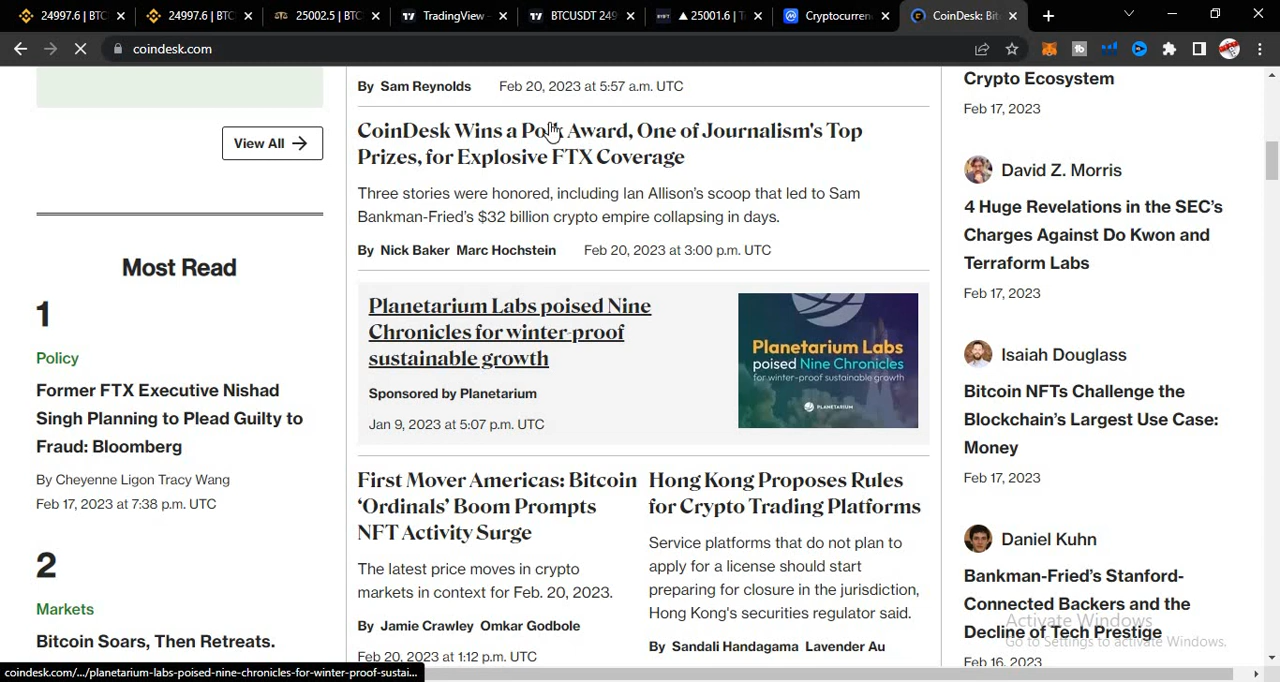 24997.6 | BTC
24997.6 | BTC
25002.5 | BTC
TradingView
BTCUSDT 249
BYBT
▲25001.6 | T
Cryptocurren
CoinDesk: Bit
coindesk.com
View All →
Most Read
1
Policy
Former FTX Executive Nishad
Singh Planning to Plead Guilty to
Fraud: Bloomberg
By Cheyenne Ligon Tracy Wang
Feb 17, 2023 at 7:38 p.m. UTC
2
Markets
Bitcoin Soars, Then Retreats.
By Sam Reynolds Feb 20, 2023 at 5:57 a.m. UTC
CoinDesk Wins a Polk Award, One of Journalism's Top
Prizes, for Explosive FTX Coverage
Three stories were honored, including Ian Allison's scoop that led to Sam
Bankman-Fried's $32 billion crypto empire collapsing in days.
By Nick Baker Marc Hochstein Feb 20, 2023 at 3:00 p.m. UTC
Planetarium Labs poised Nine
Chronicles for winter-proof
sustainable growth
Sponsored by Planetarium
Jan 9, 2023 at 5:07 p.m. UTC
Planetarium Labs
poised Nine Chronicles
for winter-proof sustainable growth
PLANETARIUM
First Mover Americas: Bitcoin
‘Ordinals’ Boom Prompts
NFT Activity Surge
The latest price moves in crypto
markets in context for Feb. 20, 2023.
By Jamie Crawley Omkar Godbole
Feb 20, 2023 at 1:12 p.m. UTC
Hong Kong Proposes Rules
for Crypto Trading Platforms
Service platforms that do not plan to
apply for a license should start
preparing for closure in the jurisdiction,
Hong Kong's securities regulator said.
By Sandali Handagama Lavender Au
Crypto Ecosystem
Feb 17, 2023
David Z. Morris
4 Huge Revelations in the SEC’s
Charges Against Do Kwon and
Terraform Labs
Feb 17, 2023
Isaiah Douglass
Bitcoin NFTs Challenge the
Blockchain’s Largest Use Case:
Money
Feb 17, 2023
Daniel Kuhn
Bankman-Fried’s Stanford-
Connected Backers and the
Decline of Tech Prestige
Feb 16, 2023
Activate Windows
Go to Settings to activate Windows.
coindesk.com/.../planetarium-labs-poised-nine-chronicles-for-winter-proof-sustai...